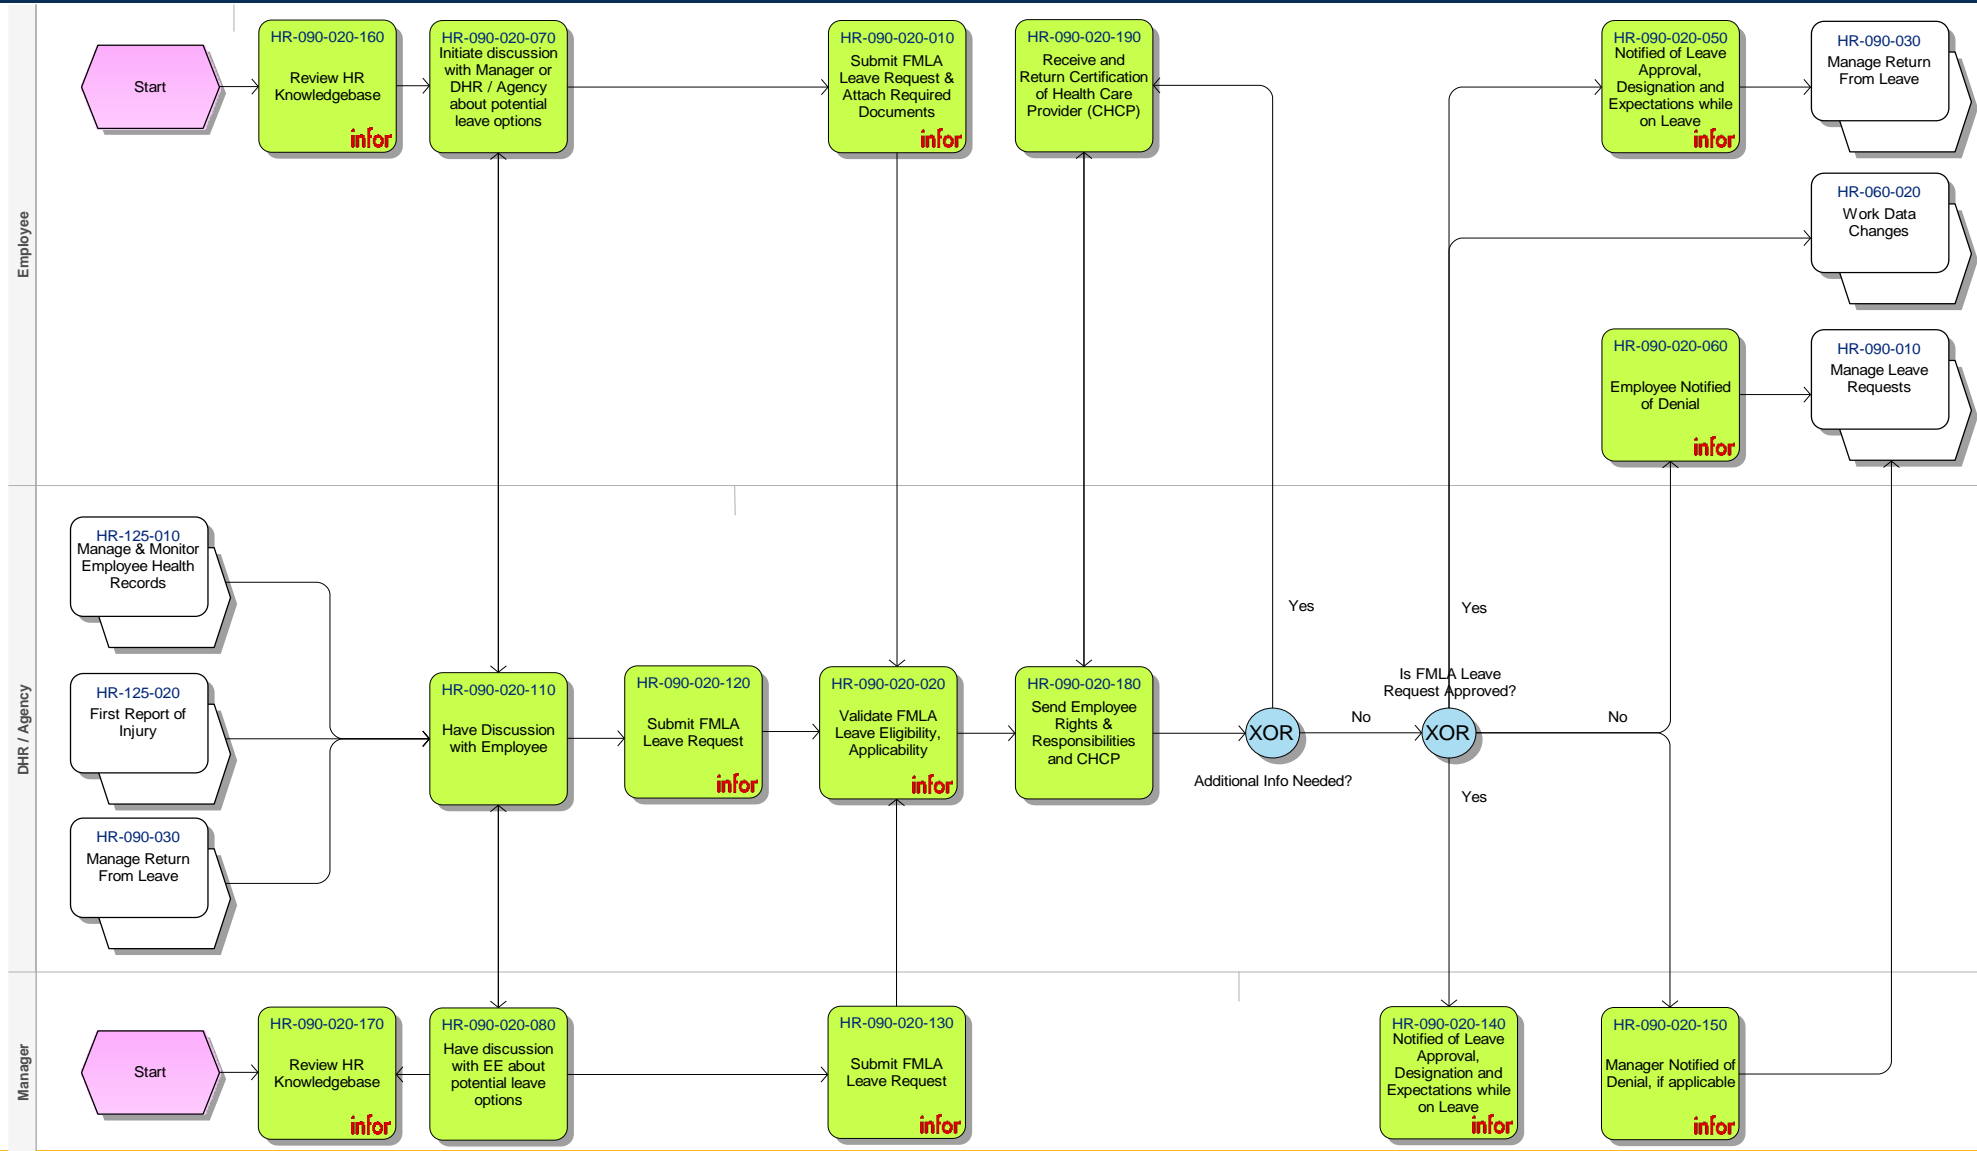 Employee
Start
HR-090-020-160
Review HR
Knowledgebase
infor
HR-090-020-070
Initiate discussion
with Manager or
DHR / Agency
about potential
leave options
HR-090-020-010
Submit FMLA
Leave Request &
Attach Required
Documents
infor
HR-090-020-190
Receive and
Return Certification
of Health Care
Provider (CHCP)
HR-090-020-050
Notified of Leave
Approval,
Designation and
Expectations while
on Leave
infor
HR-090-030
Manage Return
From Leave
HR-060-020
Work Data
Changes
HR-090-020-060
Employee Notified
of Denial
infor
HR-090-010
Manage Leave
Requests
DHR / Agency
HR-125-010
Manage & Monitor
Employee Health
Records
HR-125-020
First Report of
Injury
HR-090-030
Manage Return
From Leave
HR-090-020-110
Have Discussion
with Employee
HR-090-020-120
Submit FMLA
Leave Request
infor
HR-090-020-020
Validate FMLA
Leave Eligibility,
Applicability
infor
HR-090-020-180
Send Employee
Rights &
Responsibilities
and CHCP
Yes
XOR
Additional Info Needed?
No
Yes
Is FMLA Leave
Request Approved?
XOR
No
Yes
Manager
Start
HR-090-020-170
Review HR
Knowledgebase
infor
HR-090-020-080
Have discussion
with EE about
potential leave
options
HR-090-020-130
Submit FMLA
Leave Request
infor
HR-090-020-140
Notified of Leave
Approval,
Designation and
Expectations while
on Leave
infor
HR-090-020-150
Manager Notified of
Denial, if applicable
infor